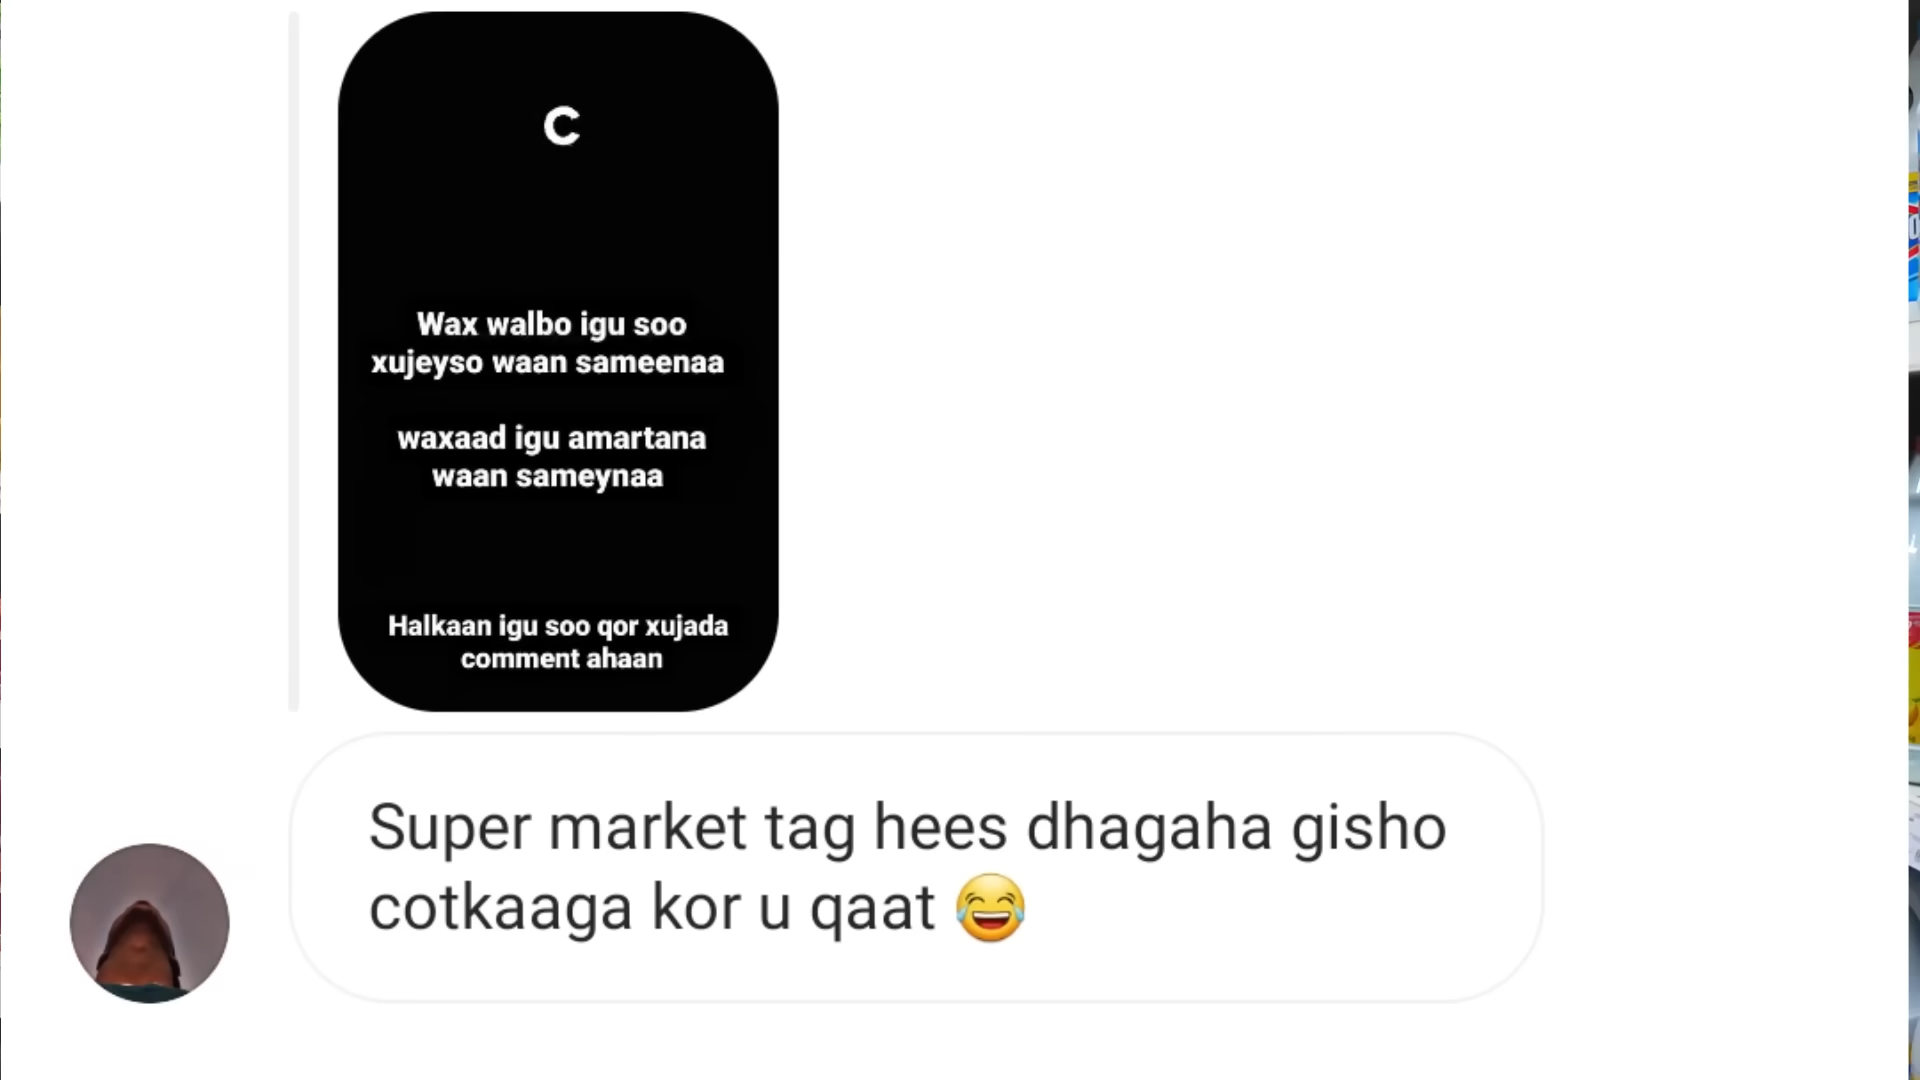 C
Wax walbo igu soo
xujeyso waan sameenaa
waxaad igu amartana
waan sameynaa
Halkaan igu soo qor xujada
comment ahaan
Super market tag hees dhagaha gisho
cotkaaga kor u qaat 😂